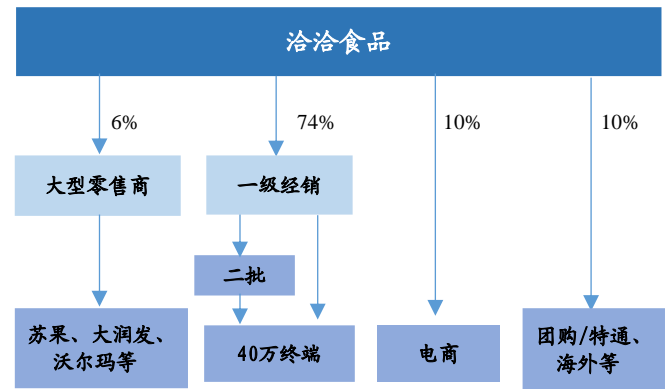 洽洽食品
6%
74%
10%
10%
大型零售商
一级经销
二批
苏果、大润发、
沃尔玛等
40万终端
电商
团购/特通、
海外等